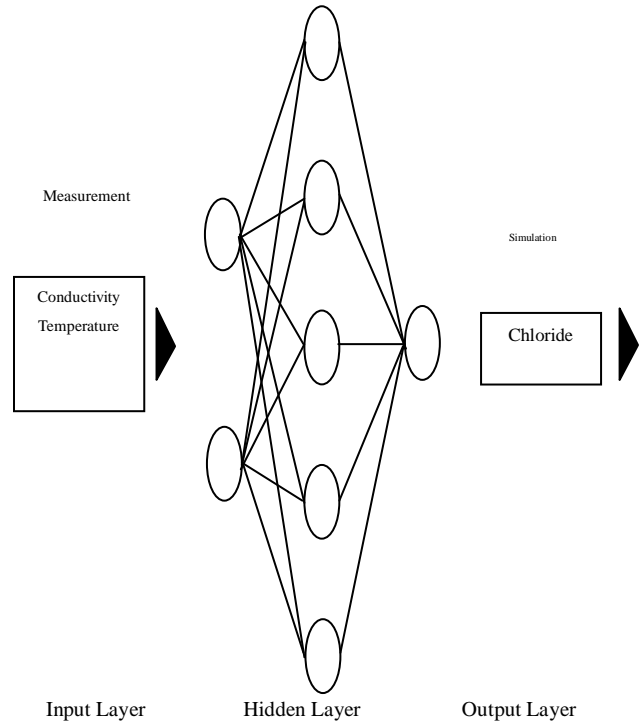 Measurement
Simulation
Conductivity
Temperature
Chloride
Input Layer
Hidden Layer
Output Layer